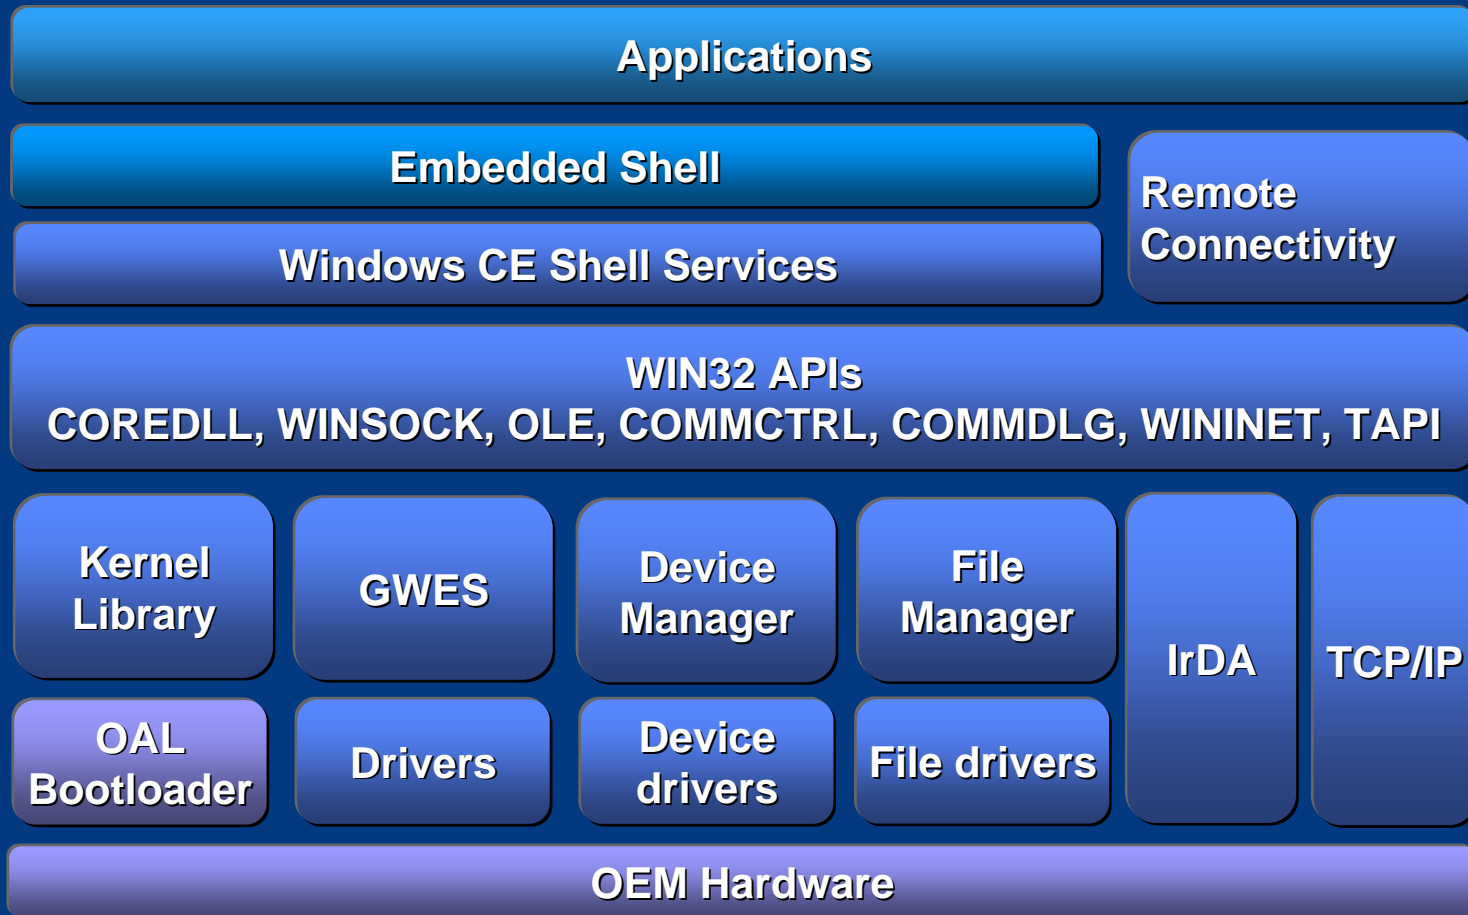 Applications
Embedded Shell
Remote
Connectivity
Windows CE Shell Services
WIN32 APIs
COREDLL, WINSOCK, OLE, COMMCTRL, COMMDLG, WININET, TAPI
Kernel
Library
GWES
Device
Manager
File
Manager
IrDA
TCP/IP
OAL
Bootloader
Drivers
Device
drivers
File drivers
OEM Hardware